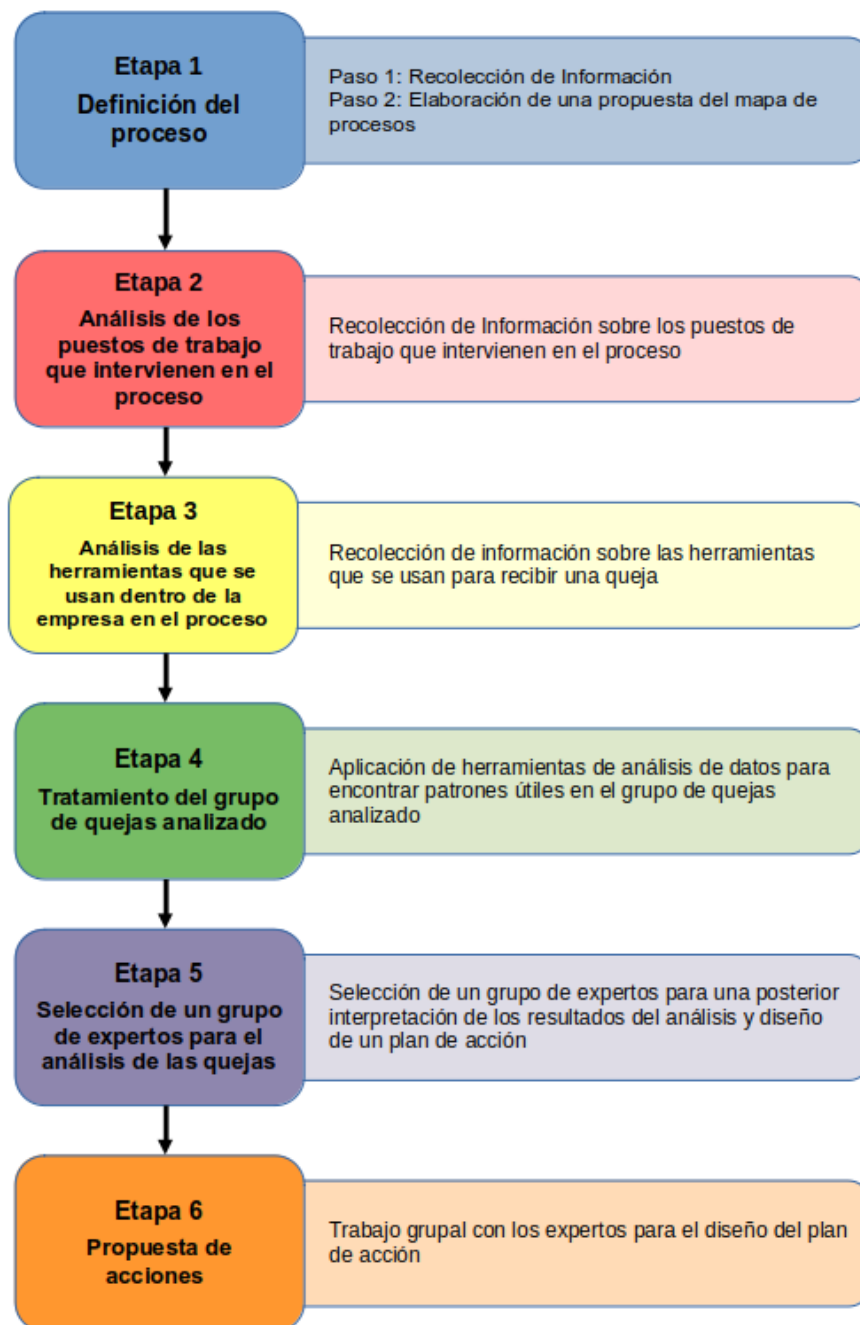 Etapa 1
Definición del
proceso
Paso 1: Recolección de Información
Paso 2: Elaboración de una propuesta del mapa de
procesos
Etapa 2
Análisis de los
puestos de trabajo
que intervienen en el
proceso
Recolección de Información sobre los puestos de
trabajo que intervienen en el proceso
Etapa 3
Análisis de las
herramientas que se
usan dentro de la
empresa en el proceso
Recolección de información sobre las herramientas
que se usan para recibir una queja
Etapa 4
Tratamiento del grupo
de quejas analizado
Aplicación de herramientas de análisis de datos para
encontrar patrones útiles en el grupo de quejas
analizado
Etapa 5
Selección de un grupo
de expertos para el
análisis de las quejas
Selección de un grupo de expertos para una posterior
interpretación de los resultados del análisis y diseño
de un plan de acción
Etapa 6
Propuesta de
acciones
Trabajo grupal con los expertos para el diseño del plan
de acción